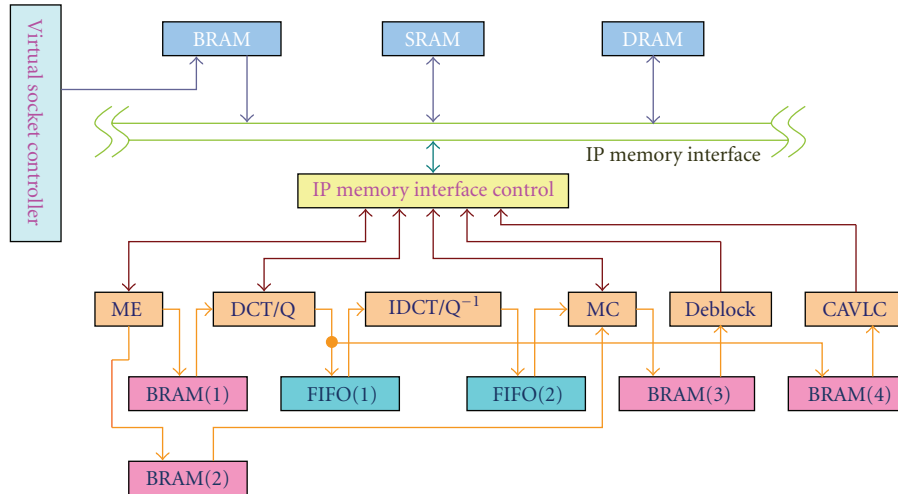 Virtual socket controller
BRAM
SRAM
DRAM
IP memory interface
IP memory interface control
ME
DCT/Q
IDCT/Q⁻¹
MC
Deblock
CAVLC
BRAM(1)
FIFO(1)
FIFO(2)
BRAM(3)
BRAM(4)
BRAM(2)